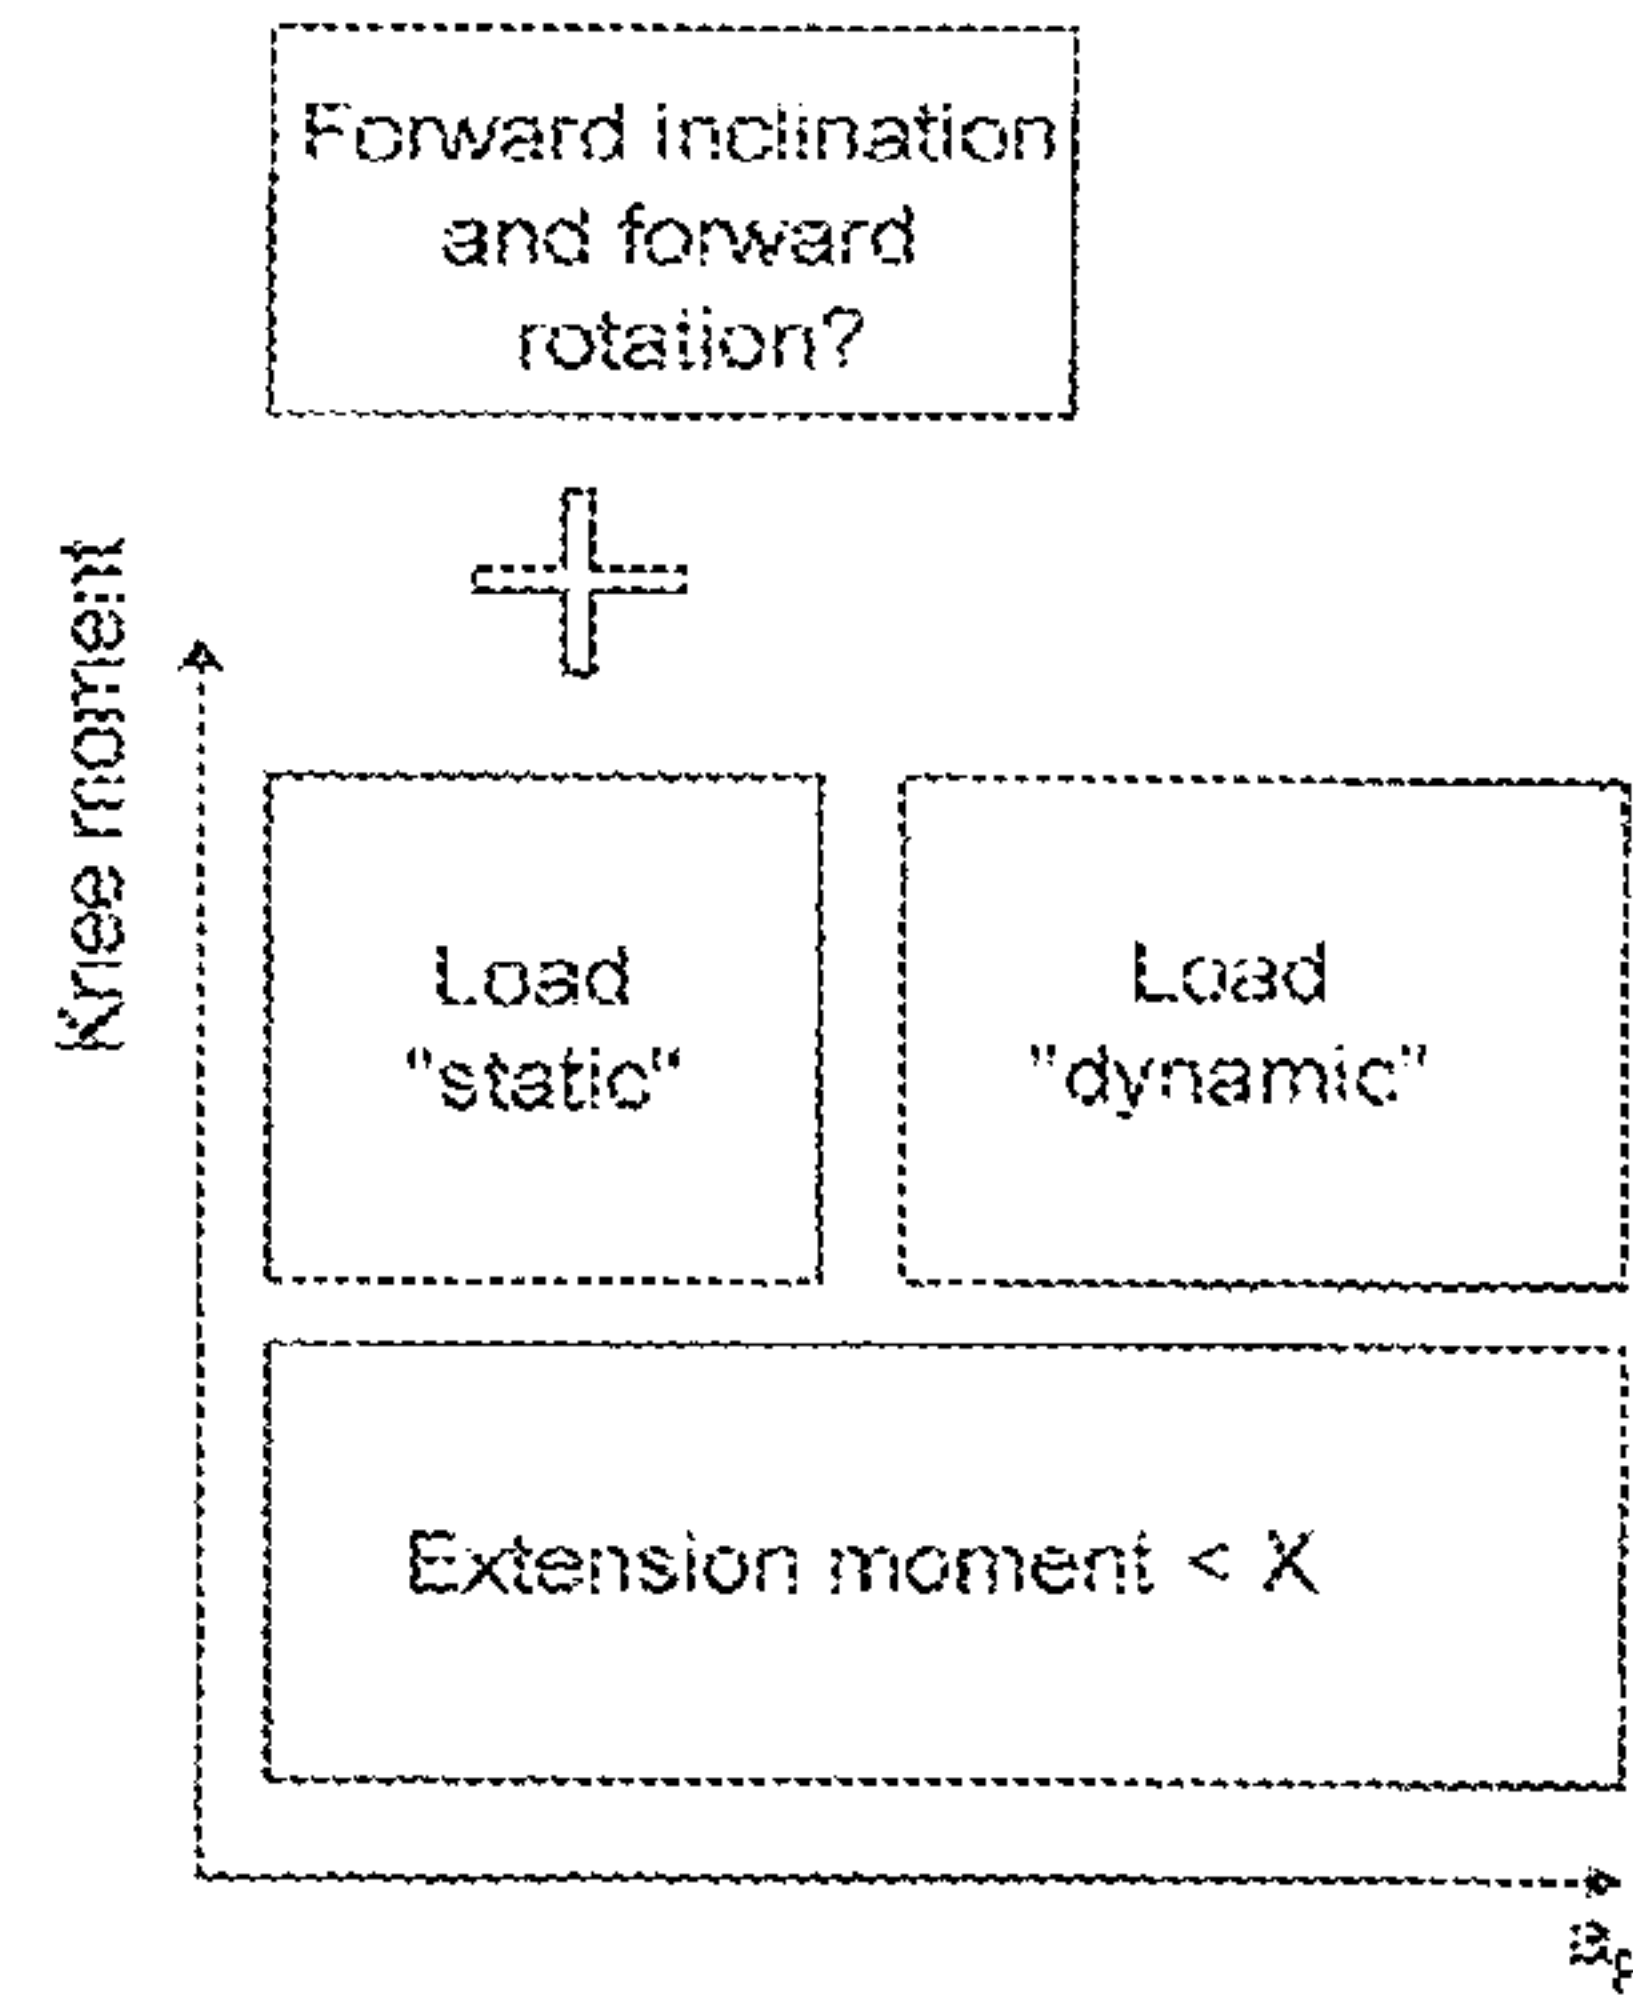 Forward inclination
and forward
rotation?
Knee moment
Load
"static"
Load
"dynamic"
Extension moment < X